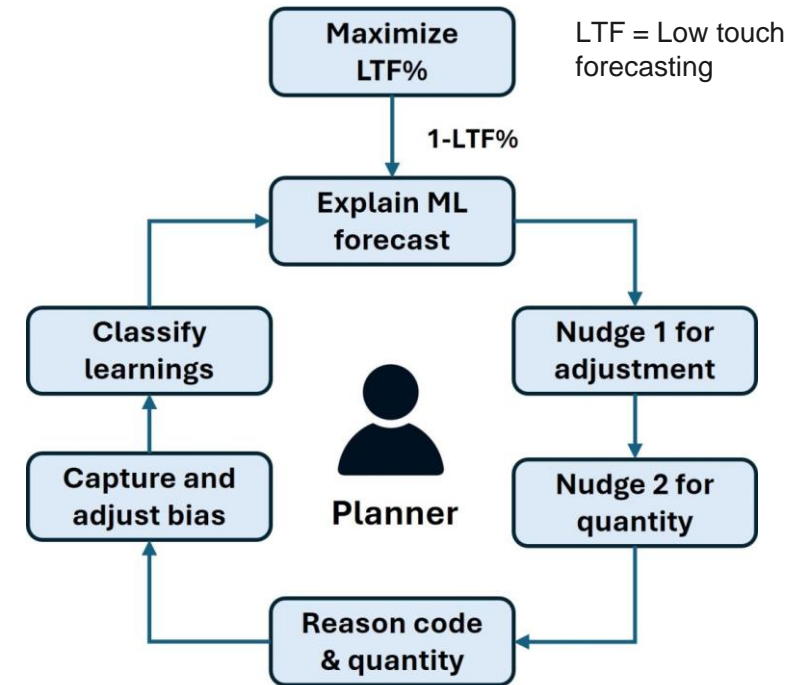 Maximize
LTF%
LTF = Low touch
forecasting
1-LTF%
Explain ML
forecast
Nudge 1 for
adjustment
Nudge 2 for
quantity
Reason code
& quantity
Capture and
adjust bias
Classify
learnings
Planner